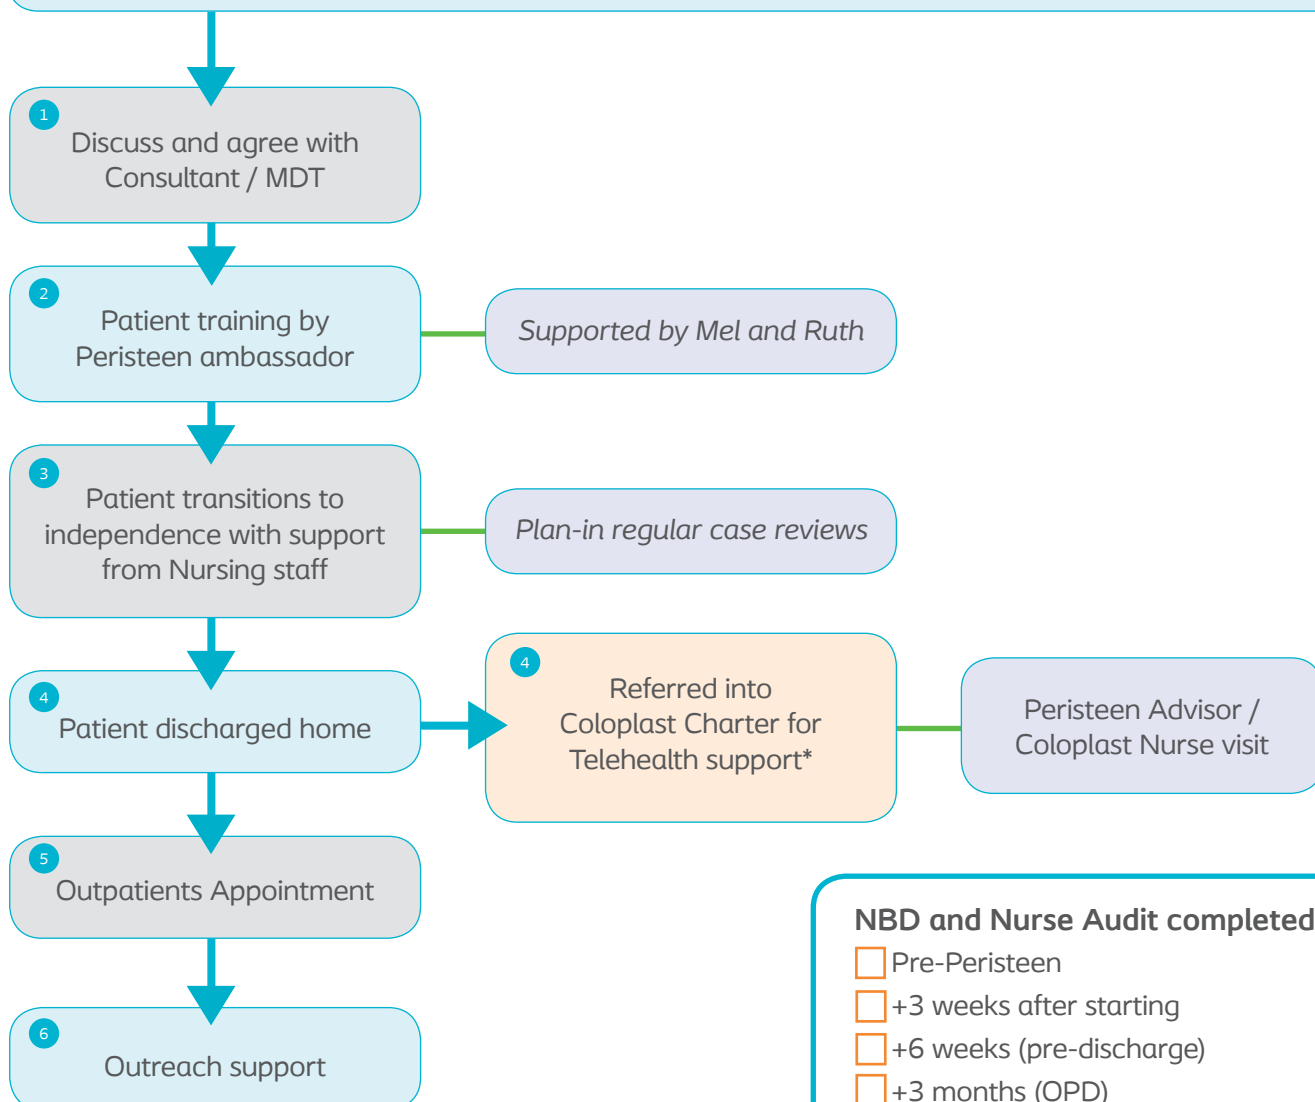 1
Discuss and agree with
Consultant / MDT
2
Patient training by
Peristeen ambassador
Supported by Mel and Ruth
3
Patient transitions to
independence with support
from Nursing staff
Plan-in regular case reviews
4
Patient discharged home
4
Referred into
Coloplast Charter for
Telehealth support*
Peristeen Advisor /
Coloplast Nurse visit
5
Outpatients Appointment
6
Outreach support
NBD and Nurse Audit completed
Pre-Peristeen
+3 weeks after starting
+6 weeks (pre-discharge)
+3 months (OPD)